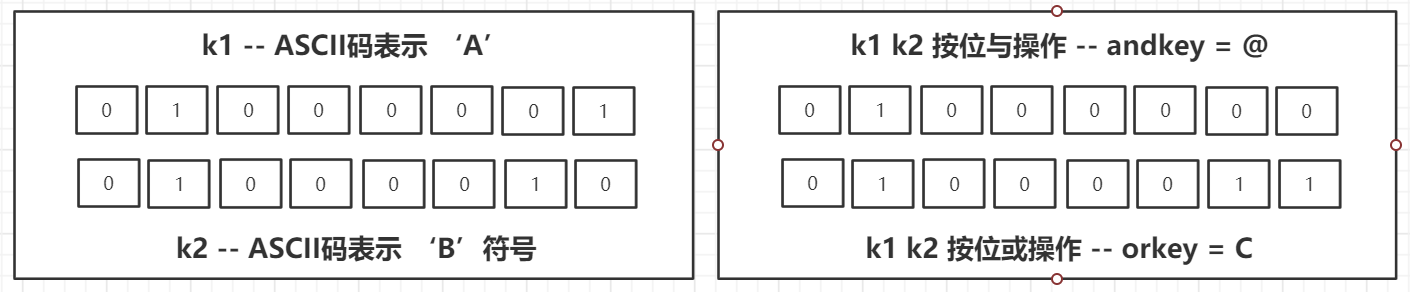 k1 -- ASCII码表示 ‘A’
0 1 0 0 0 0 0 1
0 1 0 0 0 0 1 0
k2 -- ASCII码表示 ‘B’符号
k1 k2 按位与操作 -- andkey = @
0 1 0 0 0 0 0 0
0 1 0 0 0 0 1 1
k1 k2 按位或操作 -- orkey = C